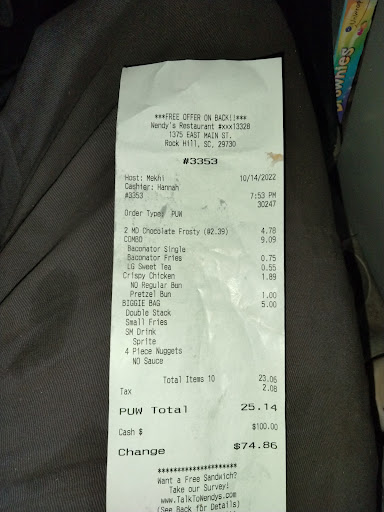 ***FREE OFFER ON BACK!!***
Wendy's Restaurant #xxx13328
1375 EAST MAIN ST.
Rock Hill, SC, 29730
#3353
Host: Mekhi 10/14/2022
Cashier: Hannah
#3353 7:53 PM
30247
Order Type: PUW
2 MD Chocolate Frosty (@2.39) 4.78
COMBO 9.09
Baconator Single
Baconator Fries 0.75
LG Sweet Tea 0.55
Crispy Chicken 1.89
NO Regular Bun
Pretzel Bun 1.00
BIGGIE BAG 5.00
Double Stack
Small Fries
SM Drink
Sprite
4 Piece Nuggets
NO Sauce
Total Items 10 23.06
Tax 2.08
PUW Total 25.14
Cash $ $100.00
Change $74.86
**********************
Want a Free Sandwich?
Take our Survey!
www.TalkToWendys.com
(See Back for Details)
Brownies